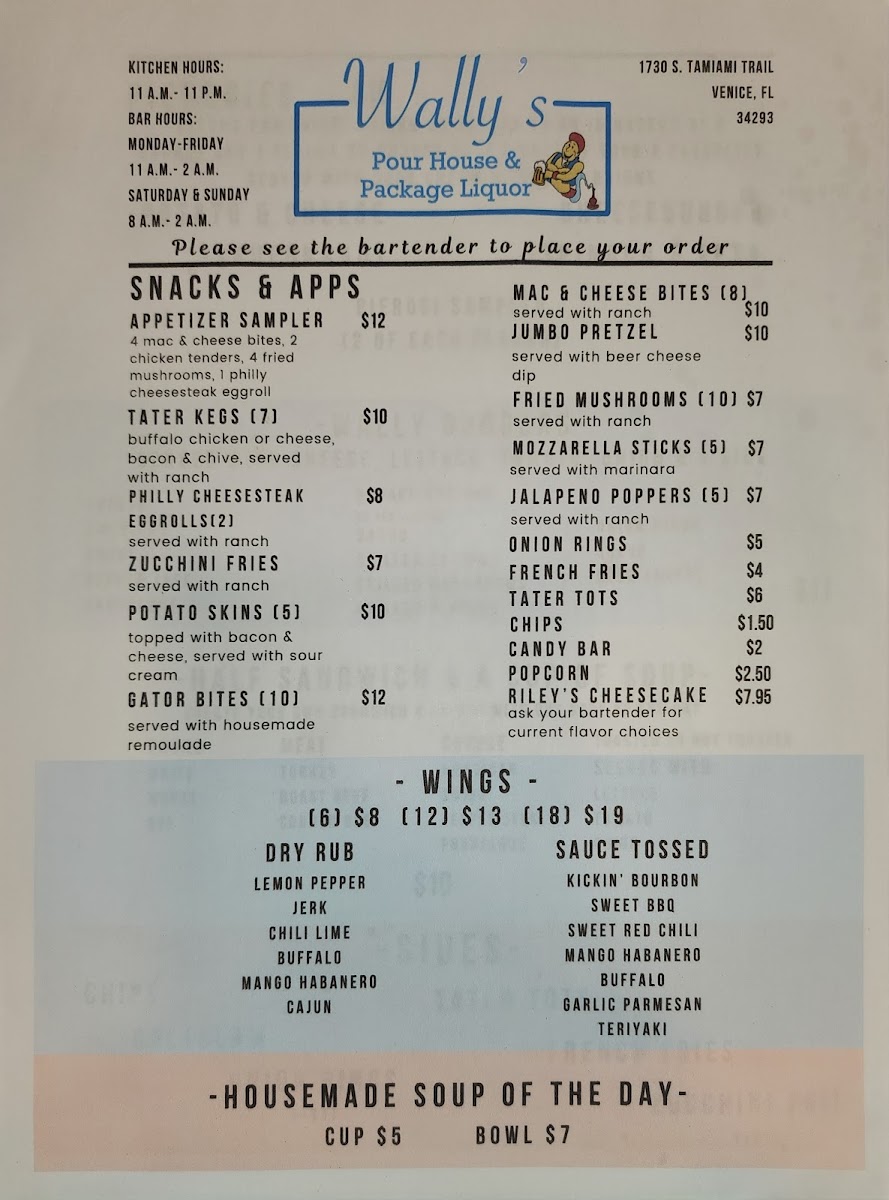 KITCHEN HOURS:
11 A.M.- 11 P.M.
BAR HOURS:
MONDAY-FRIDAY
11 A.M.- 2 A.M.
SATURDAY & SUNDAY
8 A.M.- 2 A.M.
Wally's
Pour House &
Package Liquor
1730 S. TAMIAMI TRAIL
VENICE, FL
34293
Please see the bartender to place your order
SNACKS & APPS
APPETIZER SAMPLER $12
4 mac & cheese bites, 2
chicken tenders, 4 fried
mushrooms, 1 philly
cheesesteak eggroll
TATER KEGS (7) $10
buffalo chicken or cheese,
bacon & chive, served
with ranch
PHILLY CHEESESTEAK $8
EGGROLLS(2)
served with ranch
ZUCCHINI FRIES $7
served with ranch
POTATO SKINS (5) $10
topped with bacon &
cheese, served with sour
cream
GATOR BITES (10) $12
served with housemade
remoulade
MAC & CHEESE BITES (8) $10
served with ranch
JUMBO PRETZEL $10
served with beer cheese
dip
FRIED MUSHROOMS (10) $7
served with ranch
MOZZARELLA STICKS (5) $7
served with marinara
JALAPENO POPPERS (5) $7
served with ranch
ONION RINGS $5
FRENCH FRIES $4
TATER TOTS $6
CHIPS $1.50
CANDY BAR $2
POPCORN $2.50
RILEY'S CHEESECAKE $7.95
ask your bartender for
current flavor choices
- WINGS -
(6) $8 (12) $13 (18) $19
DRY RUB
LEMON PEPPER
JERK
CHILI LIME
BUFFALO
MANGO HABANERO
CAJUN
SAUCE TOSSED
KICKIN' BOURBON
SWEET BBQ
SWEET RED CHILI
MANGO HABANERO
BUFFALO
GARLIC PARMESAN
TERIYAKI
-HOUSEMADE SOUP OF THE DAY-
CUP $5 BOWL $7